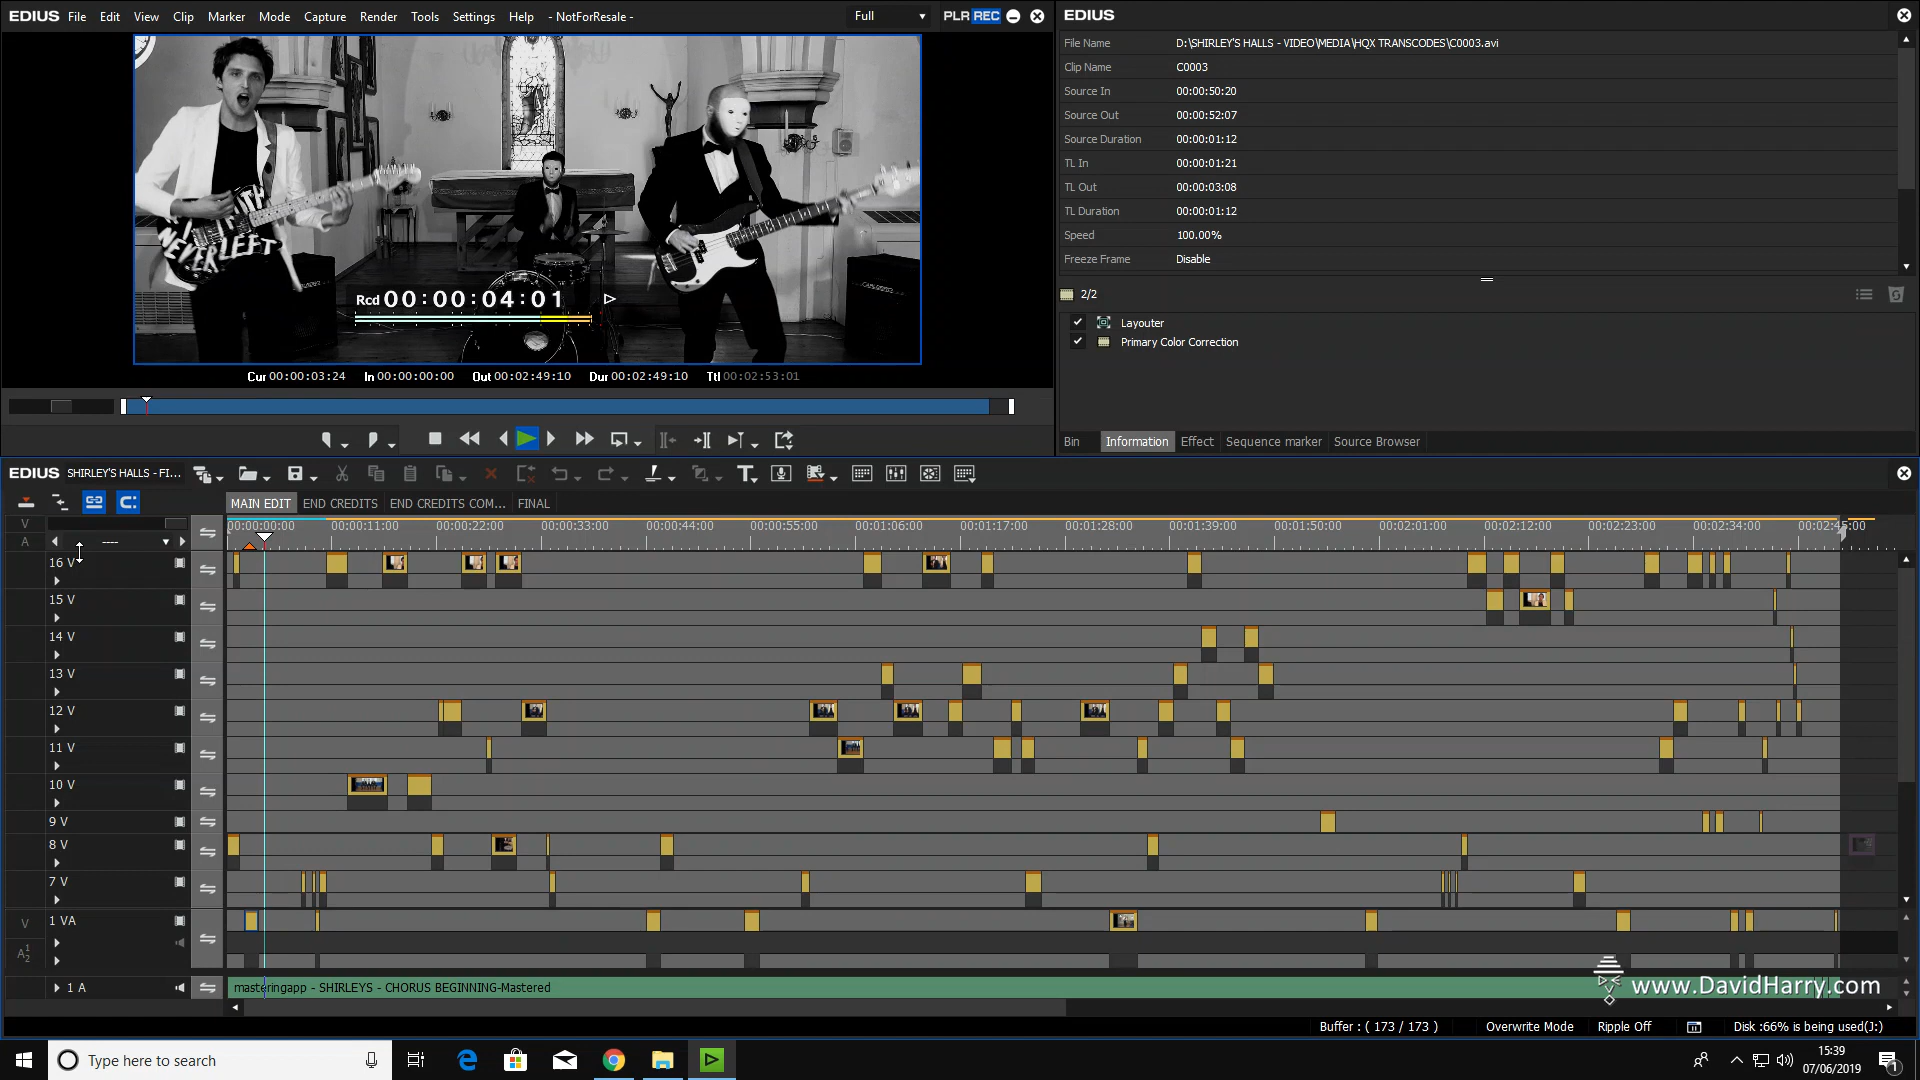 EDIUS File Edit View Clip Marker Mode Capture Render Tools Settings Help - NotForResale -
Full
PLR REC
NEVER LEFT
Rcd 00:00:04:01
Cur 00:00:03:24 In 00:00:00:00 Out 00:02:49:10 Dur 00:02:49:10 Ttl 00:02:53:01
EDIUS
File Name D:\SHIRLEY'S HALLS - VIDEO\MEDIA\HQX TRANSCODES\C0003.avi
Clip Name C0003
Source In 00:00:50:20
Source Out 00:00:52:07
Source Duration 00:00:01:12
TL In 00:00:01:21
TL Out 00:00:03:08
TL Duration 00:00:01:12
Speed 100.00%
Freeze Frame Disable
2/2
Layouter
Primary Color Correction
Bin Information Effect Sequence marker Source Browser
EDIUS SHIRLEY'S HALLS - FI...
MAIN EDIT END CREDITS END CREDITS COM... FINAL
V
A ----
00:00:00:00 00:00:11:00 00:00:22:00 00:00:33:00 00:00:44:00 00:00:55:00 00:01:06:00 00:01:17:00 00:01:28:00 00:01:39:00 00:01:50:00 00:02:01:00 00:02:12:00 00:02:23:00 00:02:34:00 00:02:45:00
16 V
15 V
14 V
13 V
12 V
11 V
10 V
9 V
8 V
7 V
V 1 VA
A 1 2
1 A masteringapp - SHIRLEYS - CHORUS BEGINNING-Mastered
www.DavidHarry.com
Buffer : ( 173 / 173 ) Overwrite Mode Ripple Off Disk :66% is being used(J:)
Type here to search
15:39
07/06/2019
1